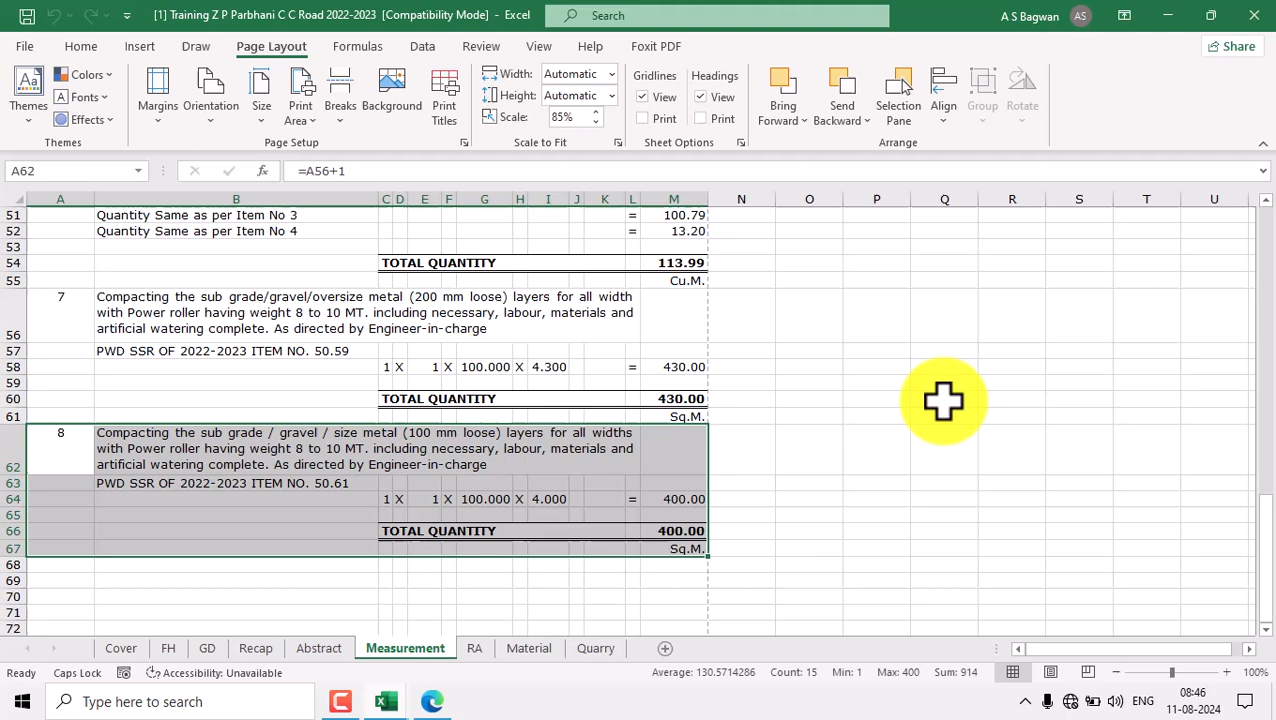 [1] Training Z P Parbhani C C Road 2022-2023 [Compatibility Mode] - Excel
Search
A S Bagwan AS
File Home Insert Draw Page Layout Formulas Data Review View Help Foxit PDF Share
Colors Width: Automatic Gridlines Headings
Fonts Height: Automatic View View
Effects Scale: 85% Print Print
Themes Margins Orientation Size Print Area Breaks Background Print Titles Bring Forward Send Backward Selection Pane Align Group Rotate
Themes Page Setup Scale to Fit Sheet Options Arrange
A62 fx =A56+1
A B C D E F G H I J K L M N O P Q R S T U
51 Quantity Same as per Item No 3 = 100.79
52 Quantity Same as per Item No 4 = 13.20
53
54 TOTAL QUANTITY 113.99
55 Cu.M.
7 Compacting the sub grade/gravel/oversize metal (200 mm loose) layers for all width
with Power roller having weight 8 to 10 MT. including necessary, labour, materials and
56 artificial watering complete. As directed by Engineer-in-charge
57 PWD SSR OF 2022-2023 ITEM NO. 50.59
58 1 X 1 X 100.000 X 4.300 = 430.00
59
60 TOTAL QUANTITY 430.00
61 Sq.M.
8 Compacting the sub grade / gravel / size metal (100 mm loose) layers for all widths
with Power roller having weight 8 to 10 MT. including necessary, labour, materials and
62 artificial watering complete. As directed by Engineer-in-charge
63 PWD SSR OF 2022-2023 ITEM NO. 50.61
64 1 X 1 X 100.000 X 4.000 = 400.00
65
66 TOTAL QUANTITY 400.00
67 Sq.M.
68
69
70
71
72
Cover FH GD Recap Abstract Measurement RA Material Quarry
Ready Caps Lock Accessibility: Unavailable Average: 130.5714286 Count: 15 Min: 1 Max: 400 Sum: 914 100%
Type here to search
ENG
08:46
11-08-2024